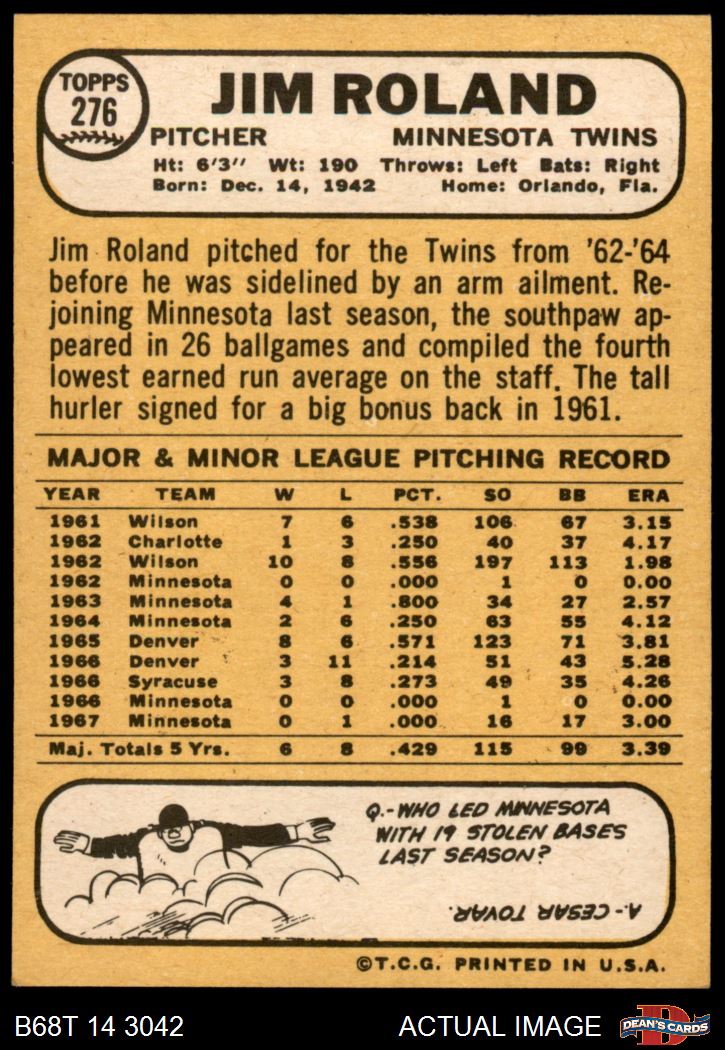 TOPPS
276
JIM ROLAND
PITCHER MINNESOTA TWINS
Ht: 6'3" Wt: 190 Throws: Left Bats: Right
Born: Dec. 14, 1942 Home: Orlando, Fla.
Jim Roland pitched for the Twins from '62-'64
before he was sidelined by an arm ailment. Re-
joining Minnesota last season, the southpaw ap-
peared in 26 ballgames and compiled the fourth
lowest earned run average on the staff. The tall
hurler signed for a big bonus back in 1961.
MAJOR & MINOR LEAGUE PITCHING RECORD
YEAR TEAM W L PCT. SO BB ERA
1961 Wilson 7 6 .538 106 67 3.15
1962 Charlotte 1 3 .250 40 37 4.17
1962 Wilson 10 8 .556 197 113 1.98
1962 Minnesota 0 0 .000 1 0 0.00
1963 Minnesota 4 1 .800 34 27 2.57
1964 Minnesota 2 6 .250 63 55 4.12
1965 Denver 8 6 .571 123 71 3.81
1966 Denver 3 11 .214 51 43 5.28
1966 Syracuse 3 8 .273 49 35 4.26
1966 Minnesota 0 0 .000 1 0 0.00
1967 Minnesota 0 1 .000 16 17 3.00
Maj. Totals 5 Yrs. 6 8 .429 115 99 3.39
Q.-WHO LED MINNESOTA
WITH 19 STOLEN BASES
LAST SEASON?
A-CESAR TOVAR.
©T.C.G. PRINTED IN U.S.A.
B68T 14 3042 ACTUAL IMAGE
DEAN'S CARDS